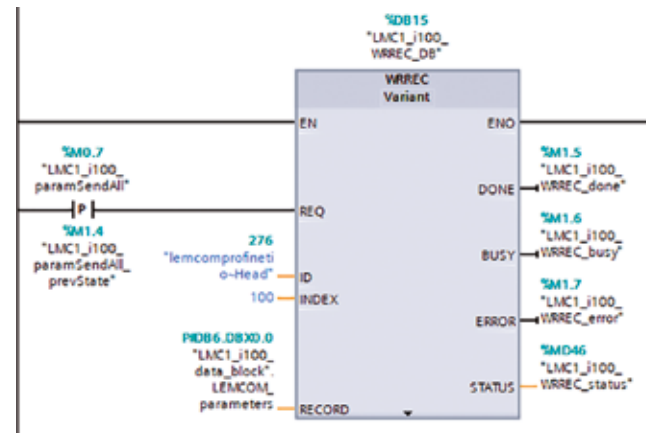 %DB15
"LMC1_i100_
WRREC_DB"
WRREC
Variant
EN
ENO
%M0.7
"LMC1_i100_
paramSendAll"
P
%M1.4
"LMC1_i100_
paramSendAll_
prevState"
REQ
276
"lemcomprofineti
o~Head"
ID
100
INDEX
P#DB6.DBX0.0
"LMC1_i100_
data_block".
LEMCOM_
parameters
RECORD
%M1.5
"LMC1_i100_
WRREC_done"
DONE
%M1.6
"LMC1_i100_
WRREC_busy"
BUSY
%M1.7
"LMC1_i100_
WRREC_error"
ERROR
%MD46
"LMC1_i100_
WRREC_status"
STATUS